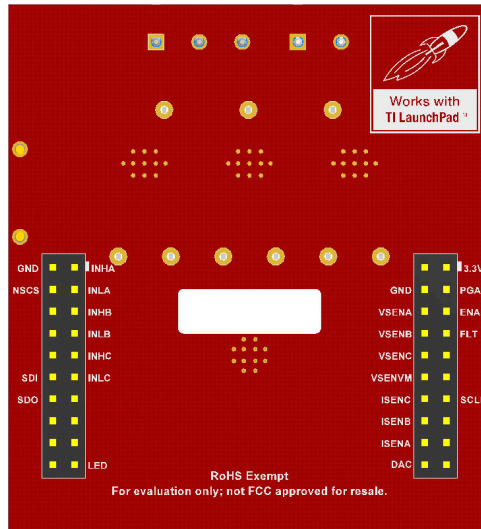 Works with
TI LaunchPad™
GND INHA
NSCS INLA
INHB
INLB
INHC
SDI INLC
SDO
LED
3.3V
GND PGA
VSENA ENA
VSENB FLT
VSENC
VSENVM
ISENC SCL
ISENB
ISENA
DAC
RoHS Exempt
For evaluation only; not FCC approved for resale.